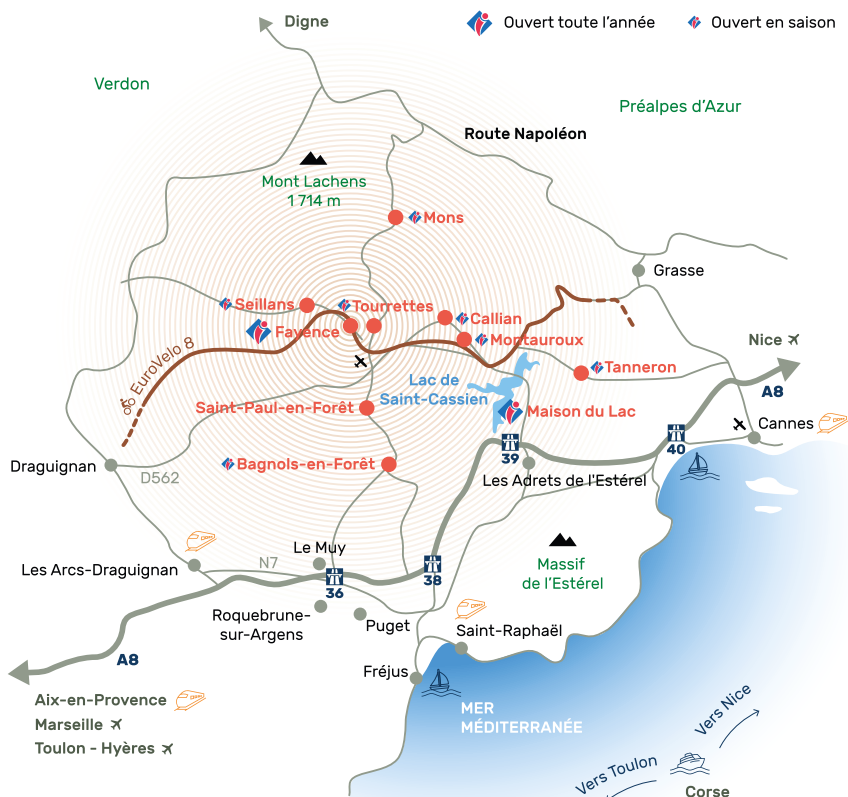 Digne
Ouvert toute l'année
Ouvert en saison
Verdon
Préalpes d'Azur
Route Napoléon
Mont Lachens
1 714 m
Mons
Grasse
Seillans
Tourrettes
Callian
Fayence
Montauroux
EuroVelo 8
Nice
Tanneron
Lac de
Saint-Cassien
A8
Saint-Paul-en-Forêt
Maison du Lac
Cannes
40
39
Draguignan
Bagnols-en-Forêt
D562
Les Adrets de l'Estérel
Le Muy
N7
Les Arcs-Draguignan
38
36
Massif
de l'Estérel
Roquebrune-
sur-Argens
Puget
Saint-Raphaël
A8
Fréjus
Aix-en-Provence
Marseille
Toulon - Hyères
MER
MÉDITERRANÉE
Vers Nice
Vers Toulon
Corse